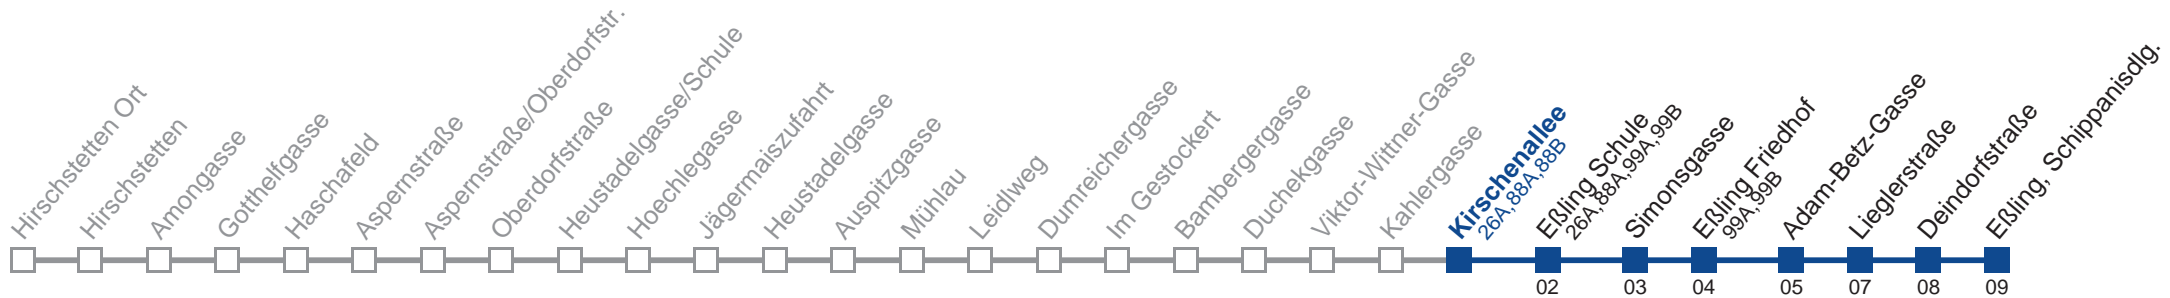 Hirschstetten Ort
Hirschstetten
Amongasse
Gotthelfgasse
Haschafeld
Aspernstraße
Aspernstraße/Oberdorfstr.
Oberdorfstraße
Heustadelgasse/Schule
Hoechlegasse
Jägermaiszufahrt
Heustadelgasse
Auspitzgasse
Mühlau
Leidlweg
Dumreichergasse
Im Gestockert
Bambergergasse
Duchekgasse
Viktor-Wittner-Gasse
Kahlergasse
Kirschenallee
26A,88A,88B
Eßling Schule
26A,88A,99A,99B
Simonsgasse
Eßling Friedhof
99A,99B
Adam-Betz-Gasse
Lieglerstraße
Deindorfstraße
Eßling, Schippanisdlg.
02 03 04 05 07 08 09